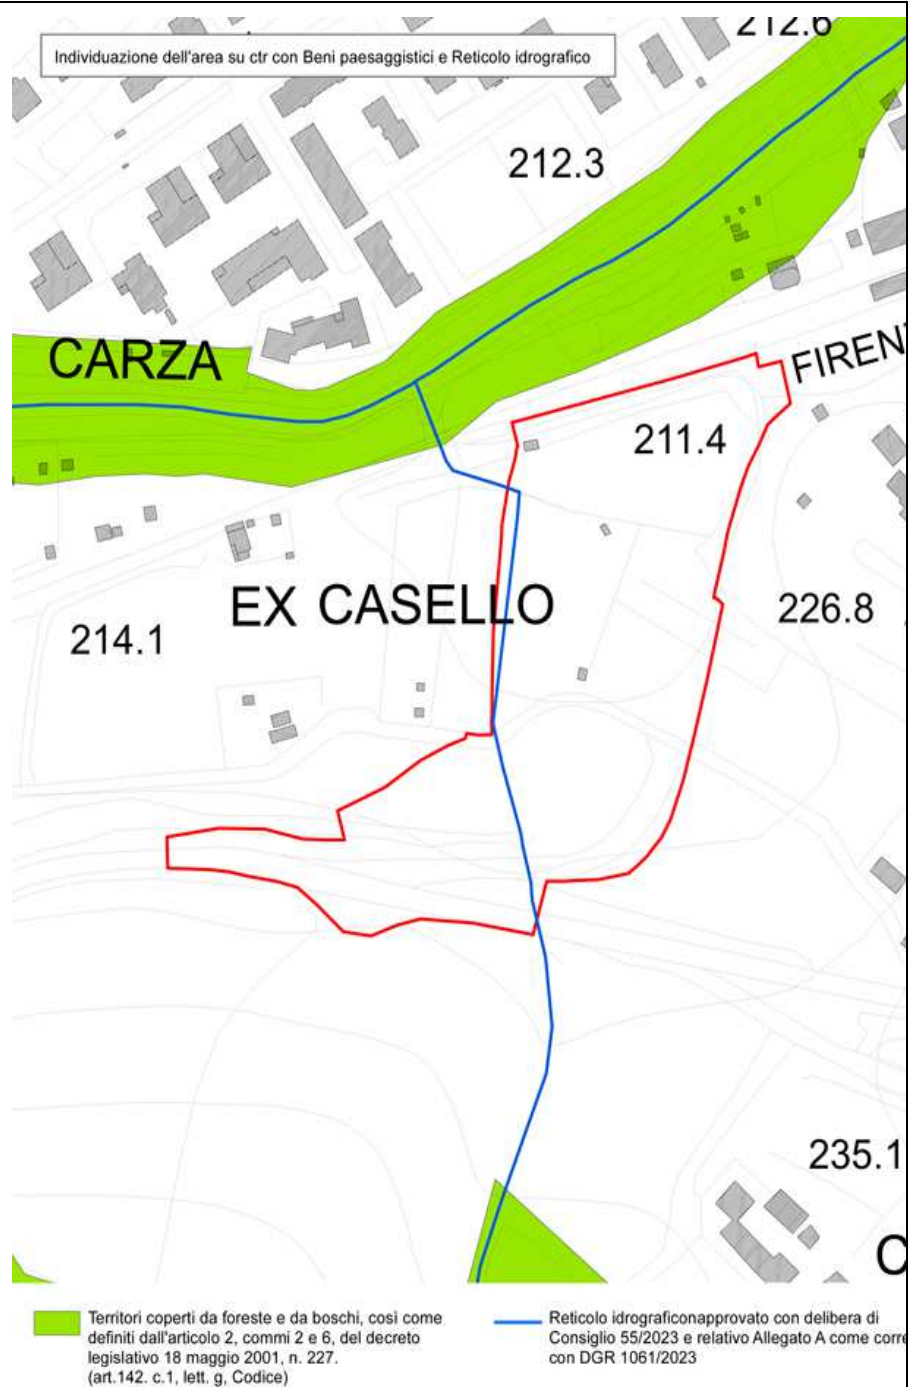 212.6
Individuazione dell'area su ctr con Beni paesaggistici e Reticolo idrografico
212.3
CARZA
FIREN
211.4
EX CASELLO
226.8
214.1
235.1
C
Territori coperti da foreste e da boschi, così come
definiti dall'articolo 2, commi 2 e 6, del decreto
legislativo 18 maggio 2001, n. 227.
(art.142. c.1, lett. g, Codice)
Reticolo idrograficonapprovato con delibera di
Consiglio 55/2023 e relativo Allegato A come corre
con DGR 1061/2023